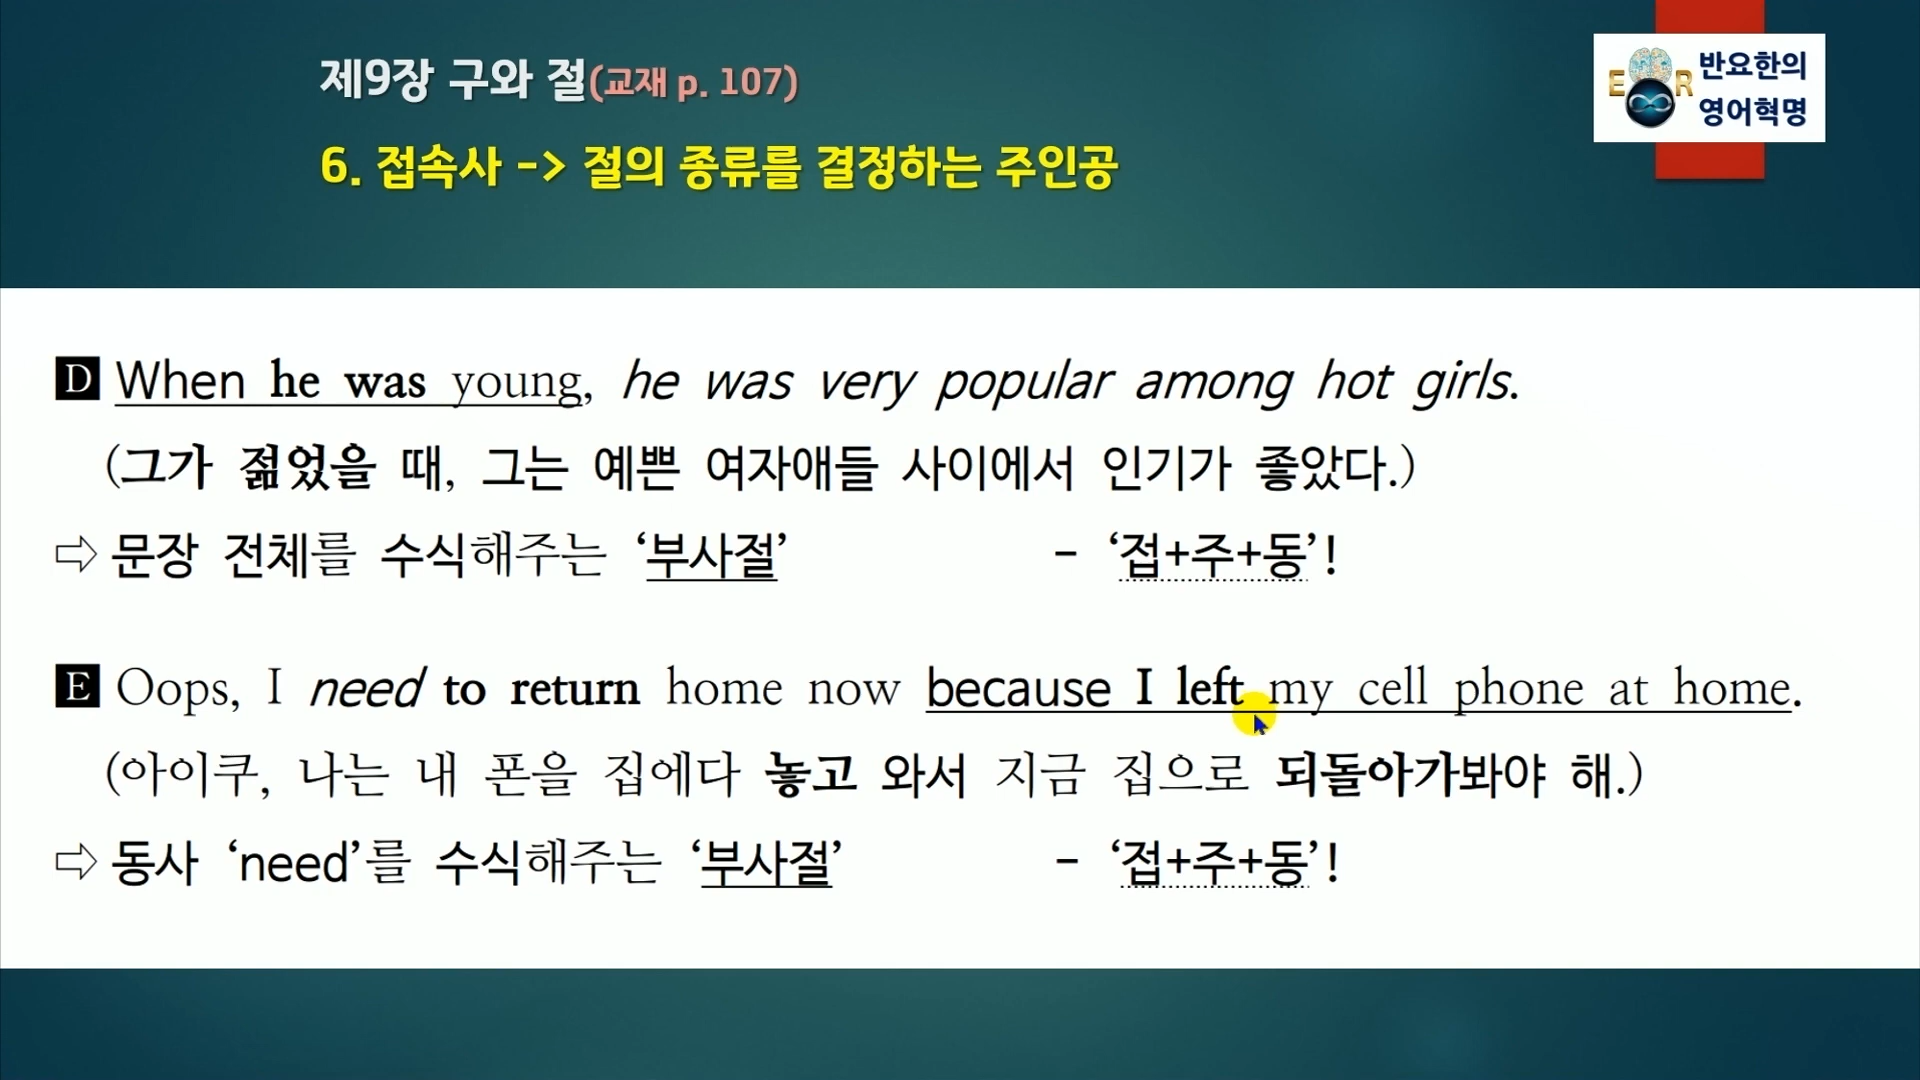 제9장 구와 절(교재 p. 107)
6. 접속사 -> 절의 종류를 결정하는 주인공
E R 반요한의
영어혁명
D When he was young, he was very popular among hot girls.
(그가 젊었을 때, 그는 예쁜 여자애들 사이에서 인기가 좋았다.)
⇨ 문장 전체를 수식해주는 ‘부사절’ - ‘접+주+동’!
E Oops, I need to return home now because I left my cell phone at home.
(아이쿠, 나는 내 폰을 집에다 놓고 와서 지금 집으로 되돌아가봐야 해.)
⇨ 동사 ‘need’를 수식해주는 ‘부사절’ - ‘접+주+동’!